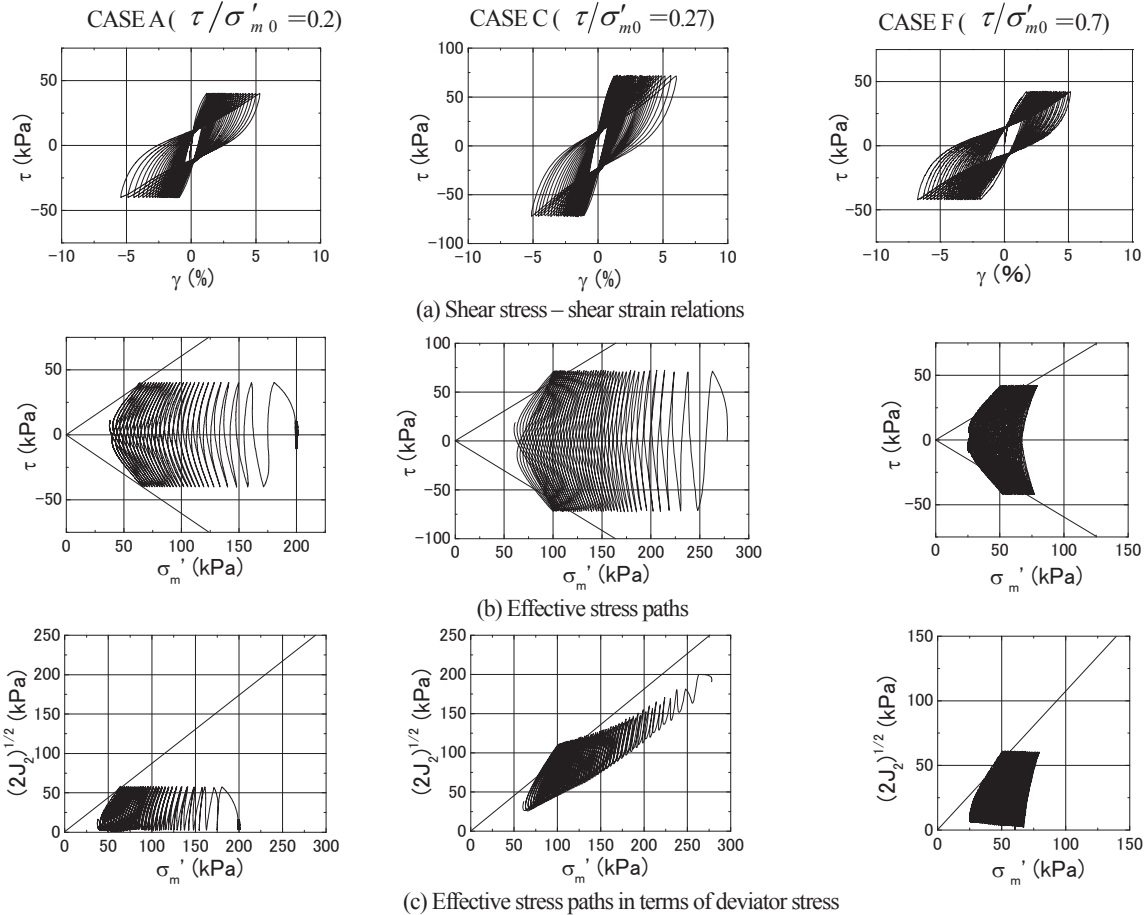 CASE A ( τ/σ′m 0 =0.2)
CASE C ( τ/σ′m0 =0.27)
CASE F ( τ/σ′m0 =0.7)
τ (kPa)
50
0
−50
−10 −5 0 5 10
γ (%)
τ (kPa)
100
50
0
−50
−100
−10 −5 0 5 10
γ (%)
τ (kPa)
50
0
−50
−10 −5 0 5 10
γ (%)
(a) Shear stress – shear strain relations
τ (kPa)
50
0
−50
0 50 100 150 200
σm' (kPa)
τ (kPa)
100
50
0
−50
−100
0 50 100 150 200 250 300
σm' (kPa)
τ (kPa)
50
0
−50
0 50 100 150
σm' (kPa)
(b) Effective stress paths
(2J2)1/2 (kPa)
250
200
150
100
50
0
0 50 100 150 200 250 300
σm' (kPa)
(2J2)1/2 (kPa)
250
200
150
100
50
0
0 50 100 150 200 250 300
σm' (kPa)
(2J2)1/2 (kPa)
150
100
50
0
0 50 100 150
σm' (kPa)
(c) Effective stress paths in terms of deviator stress